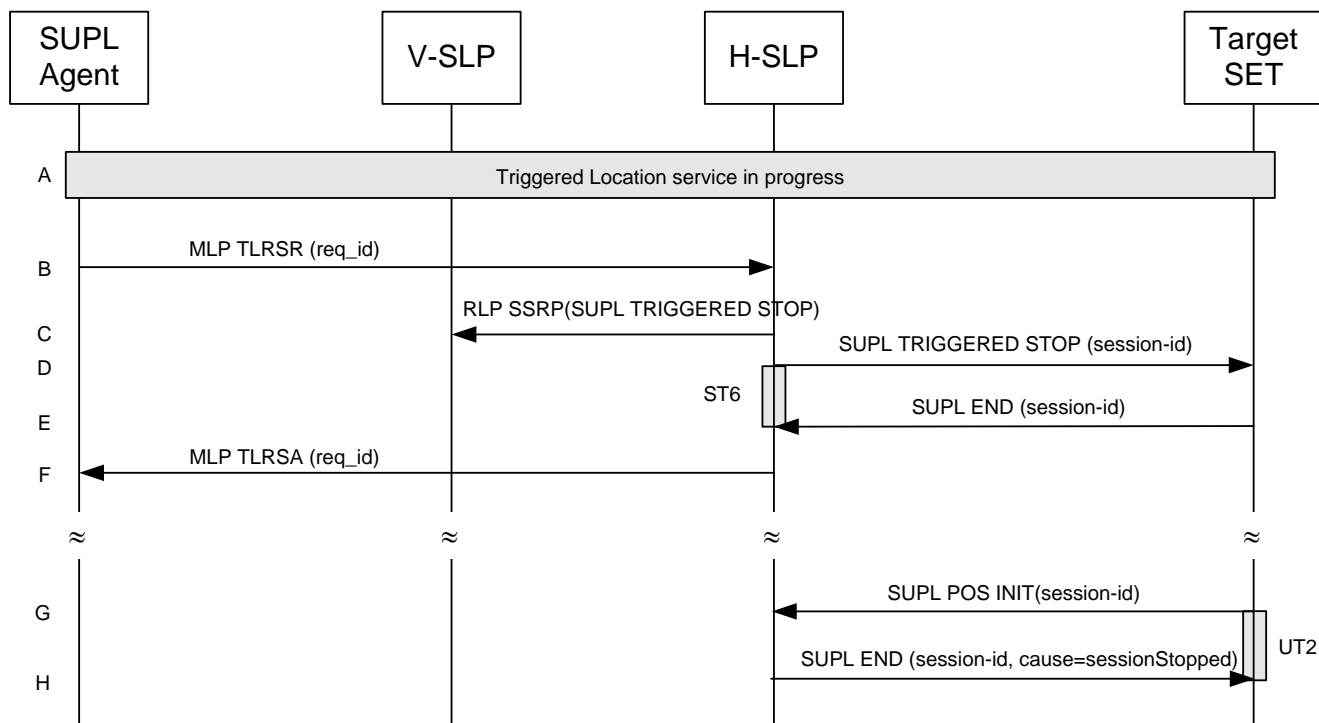 SUPL
Agent
V-SLP
H-SLP
Target
SET
A
Triggered Location service in progress
MLP TLRSR (req_id)
B
RLP SSRP(SUPL TRIGGERED STOP)
C
SUPL TRIGGERED STOP (session-id)
D
ST6
SUPL END (session-id)
E
MLP TLRSA (req_id)
F
≈ ≈ ≈ ≈
SUPL POS INIT(session-id)
G
UT2
SUPL END (session-id, cause=sessionStopped)
H